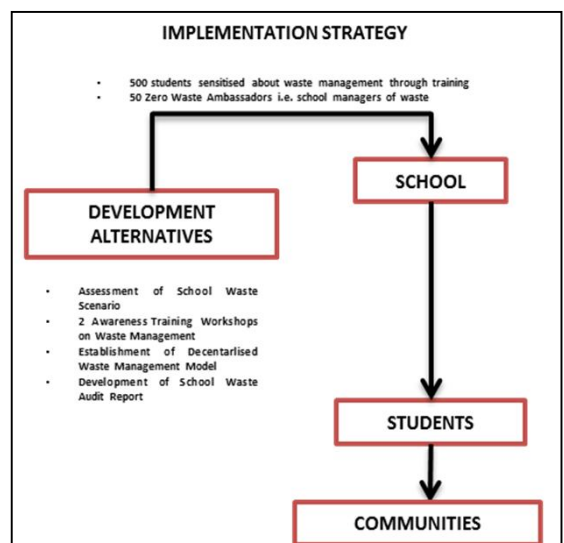 IMPLEMENTATION STRATEGY
• 500 students sensitised about waste management through training
• 50 Zero Waste Ambassadors i.e. school managers of waste
SCHOOL
DEVELOPMENT
ALTERNATIVES
• Assessment of School Waste
Scenario
• 2 Awareness Training Workshops
on Waste Management
• Establishment of Decentarlised
Waste Management Model
• Development of School Waste
Audit Report
STUDENTS
COMMUNITIES